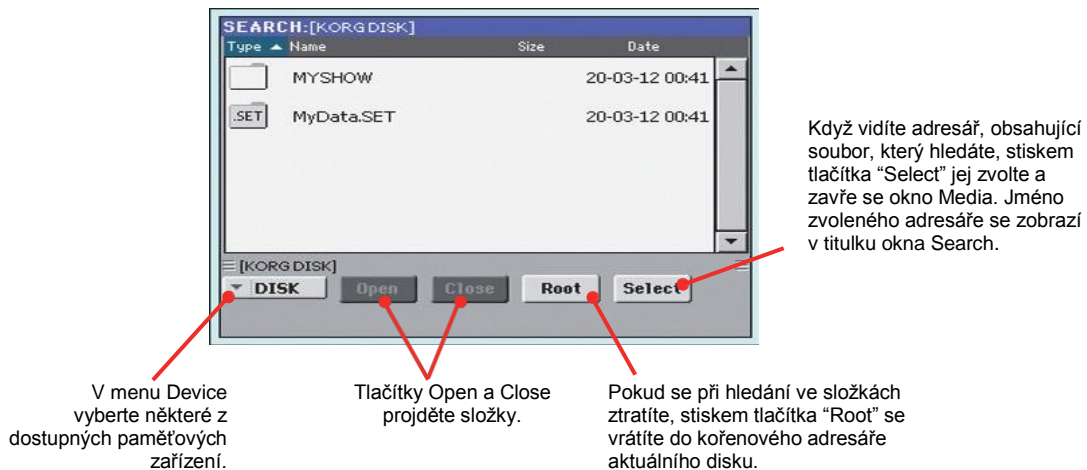 SEARCH:[KORG DISK]
Type Name Size Date
MYSHOW 20-03-12 00:41
.SET MyData.SET 20-03-12 00:41
[KORG DISK]
DISK Open Close Root Select
Když vidíte adresář, obsahující
soubor, který hledáte, stiskem
tlačítka “Select” jej zvolte a
zavře se okno Media. Jméno
zvoleného adresáře se zobrazí
v titulku okna Search.
V menu Device
vyberte některé z
dostupných paměťových
zařízení.
Tlačítky Open a Close
projděte složky.
Pokud se při hledání ve složkách
ztratíte, stiskem tlačítka “Root” se
vrátíte do kořenového adresáře
aktuálního disku.